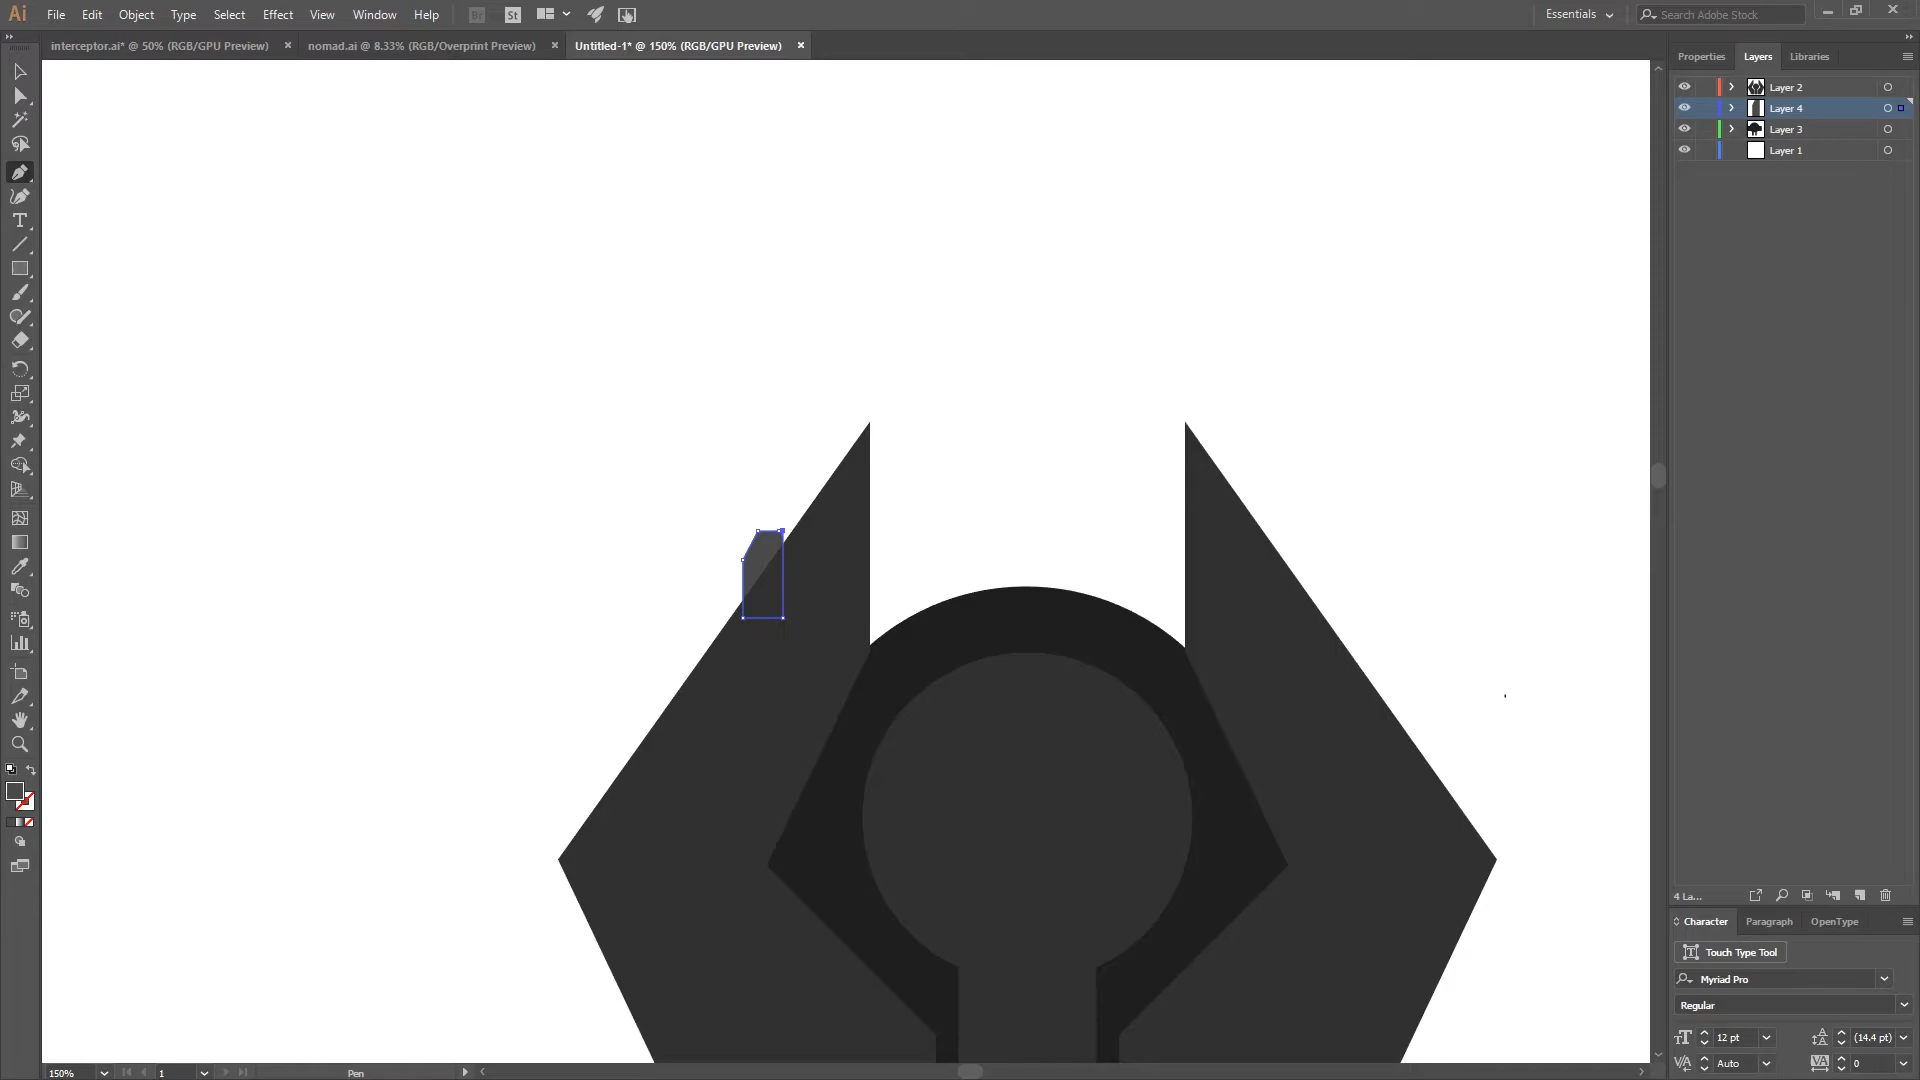 Ai File Edit Object Type Select Effect View Window Help Br St Essentials Search Adobe Stock
interceptor.ai* @ 50% (RGB/GPU Preview) nomad.ai @ 8.33% (RGB/Overprint Preview) Untitled-1* @ 150% (RGB/GPU Preview)
Properties Layers Libraries
Layer 2
Layer 4
Layer 3
Layer 1
4 La...
Character Paragraph OpenType
Touch Type Tool
Myriad Pro
Regular
12 pt (14.4 pt)
Auto 0
150% 1 Pen